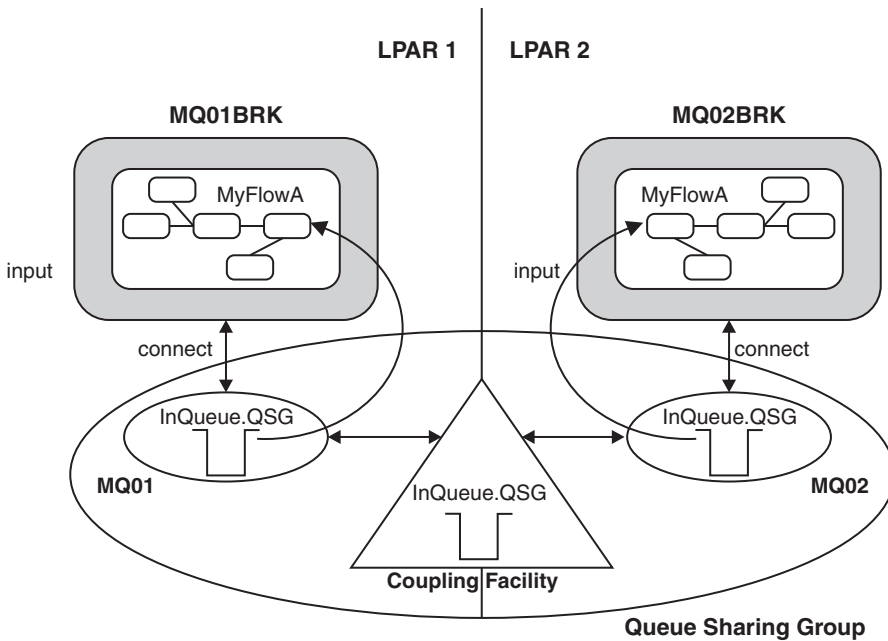 LPAR 1
LPAR 2
MQ01BRK
MQ02BRK
MyFlowA
MyFlowA
input
input
connect
connect
InQueue.QSG
InQueue.QSG
MQ01
MQ02
InQueue.QSG
Coupling Facility
Queue Sharing Group